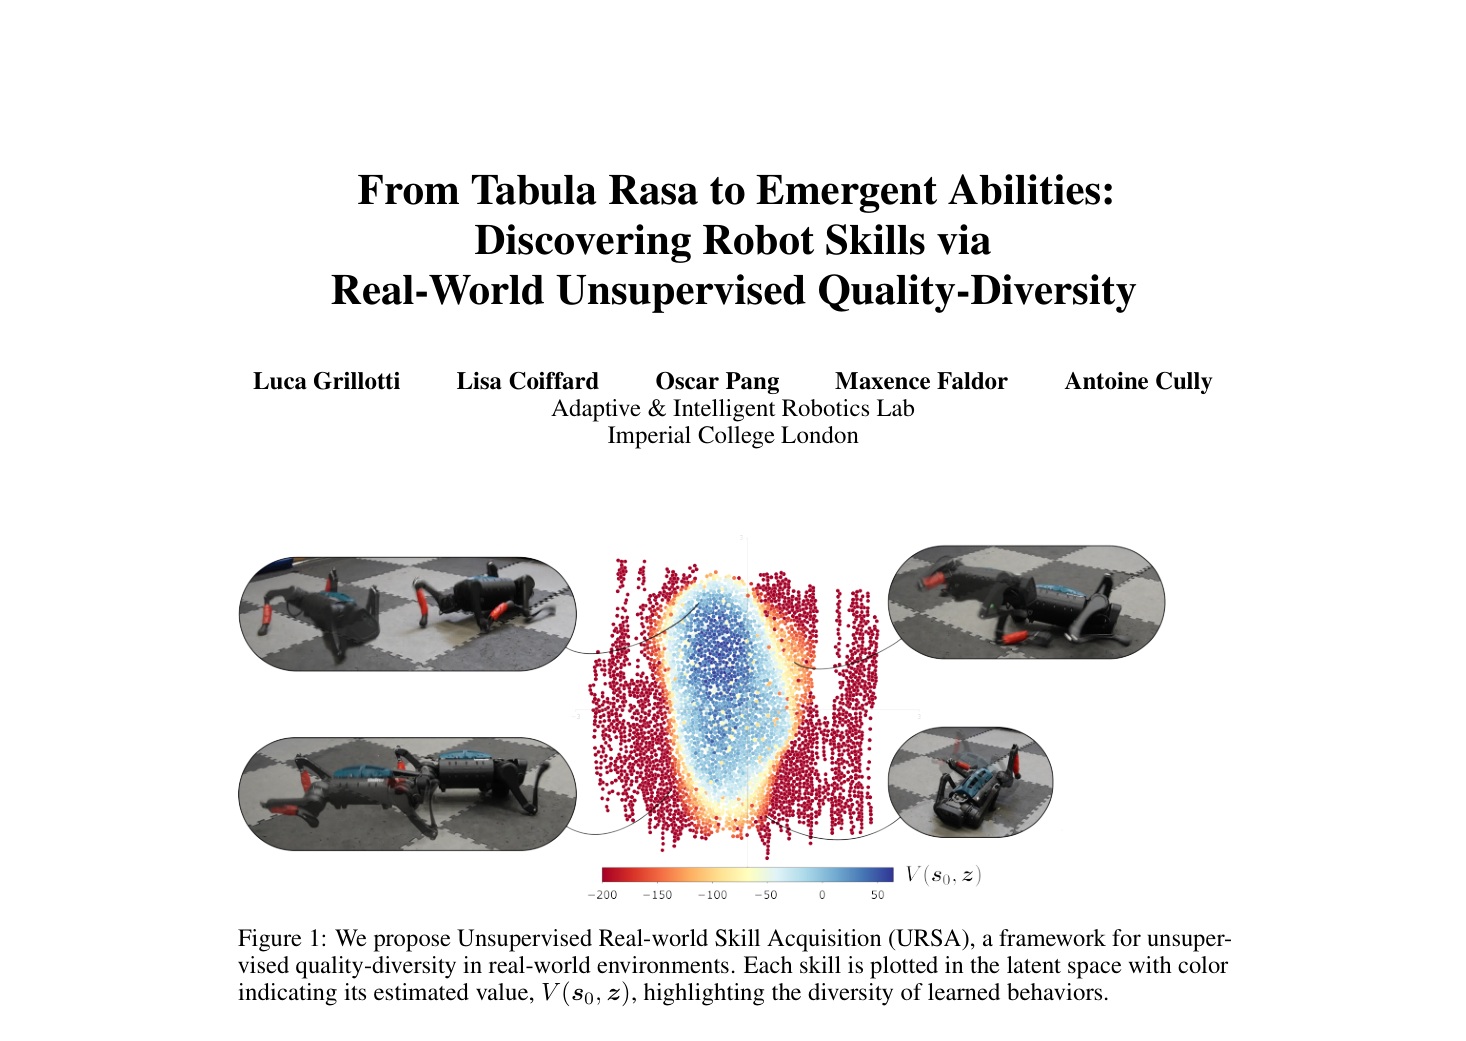 From Tabula Rasa to Emergent Abilities:
Discovering Robot Skills via
Real-World Unsupervised Quality-Diversity
Luca Grillotti Lisa Coiffard Oscar Pang Maxence Faldor Antoine Cully
Adaptive & Intelligent Robotics Lab
Imperial College London
−200 −150 −100 −50 0 50
V(s₀, z)
Figure 1: We propose Unsupervised Real-world Skill Acquisition (URSA), a framework for unsuper-
vised quality-diversity in real-world environments. Each skill is plotted in the latent space with color
indicating its estimated value, V(s₀, z), highlighting the diversity of learned behaviors.